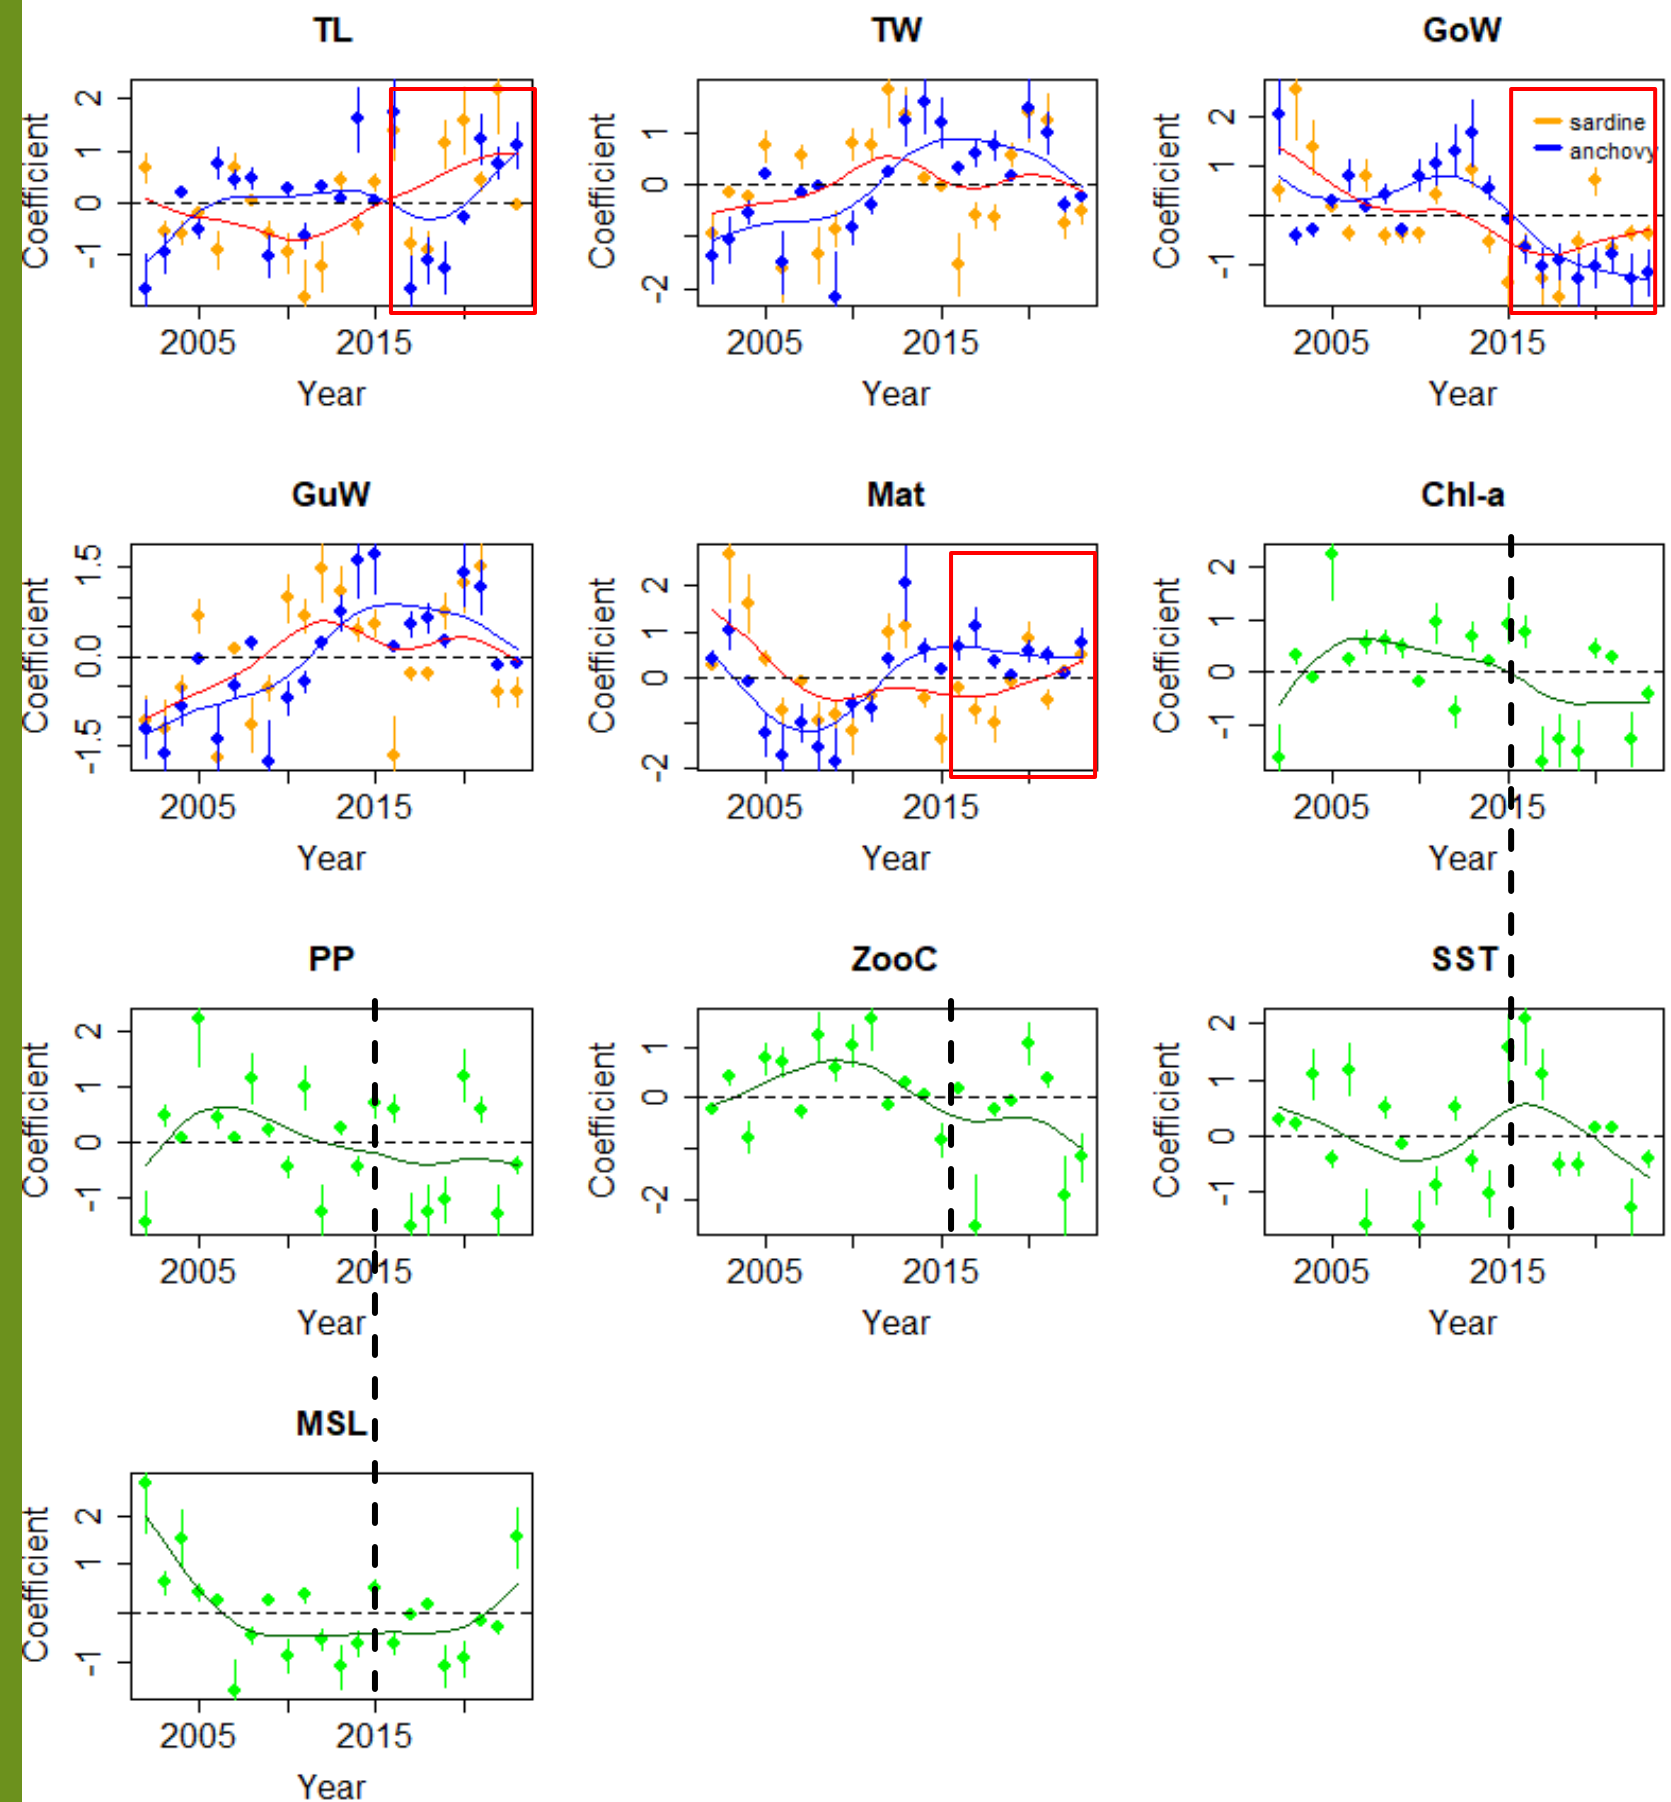 TL
TW
GoW
Coefficient
2
1
0
-1
2005
2015
Year
Coefficient
1
0
-2
2005
2015
Year
Coefficient
2
1
-1
sardine
anchovy
2005
2015
Year
GuW
Mat
Chl-a
Coefficient
1.5
0.0
-1.5
2005
2015
Year
Coefficient
2
1
0
-2
2005
2015
Year
Coefficient
2
1
0
-1
2005
2015
Year
PP
ZooC
SST
Coefficient
2
1
0
-1
2005
2015
Year
Coefficient
1
0
-2
2005
2015
Year
Coefficient
2
1
0
-1
2005
2015
Year
MSL
Coefficient
2
1
-1
2005
2015
Year